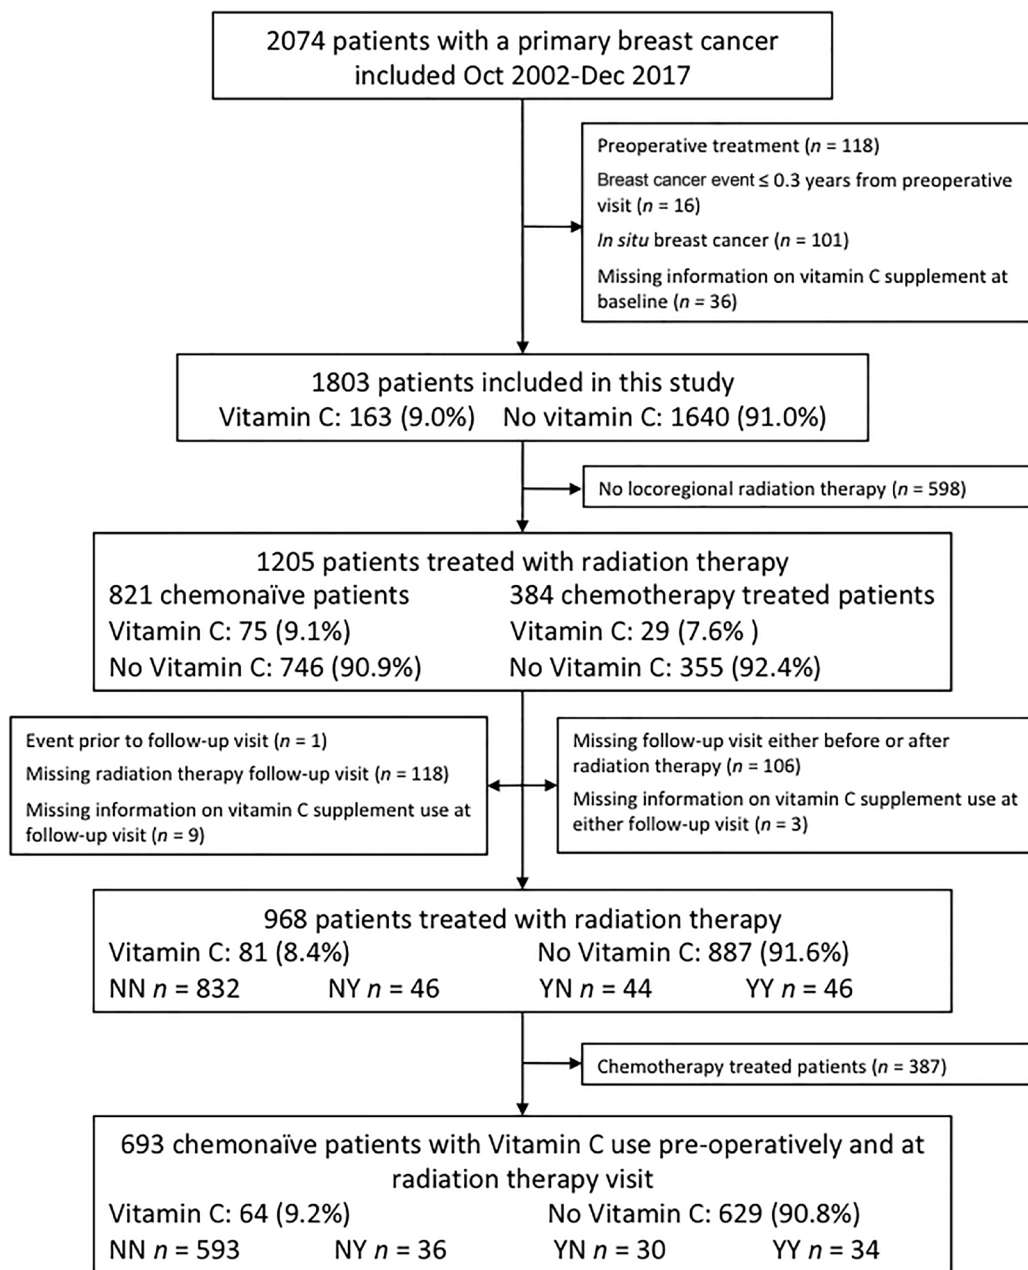 2074 patients with a primary breast cancer
included Oct 2002-Dec 2017
Preoperative treatment (n = 118)
Breast cancer event ≤ 0.3 years from preoperative
visit (n = 16)
In situ breast cancer (n = 101)
Missing information on vitamin C supplement at
baseline (n = 36)
1803 patients included in this study
Vitamin C: 163 (9.0%) No vitamin C: 1640 (91.0%)
No locoregional radiation therapy (n = 598)
1205 patients treated with radiation therapy
821 chemonaïve patients 384 chemotherapy treated patients
Vitamin C: 75 (9.1%) Vitamin C: 29 (7.6% )
No Vitamin C: 746 (90.9%) No Vitamin C: 355 (92.4%)
Event prior to follow-up visit (n = 1)
Missing radiation therapy follow-up visit (n = 118)
Missing information on vitamin C supplement use at
follow-up visit (n = 9)
Missing follow-up visit either before or after
radiation therapy (n = 106)
Missing information on vitamin C supplement use at
either follow-up visit (n = 3)
968 patients treated with radiation therapy
Vitamin C: 81 (8.4%) No Vitamin C: 887 (91.6%)
NN n = 832 NY n = 46 YN n = 44 YY n = 46
Chemotherapy treated patients (n = 387)
693 chemonaïve patients with Vitamin C use pre-operatively and at
radiation therapy visit
Vitamin C: 64 (9.2%) No Vitamin C: 629 (90.8%)
NN n = 593 NY n = 36 YN n = 30 YY n = 34